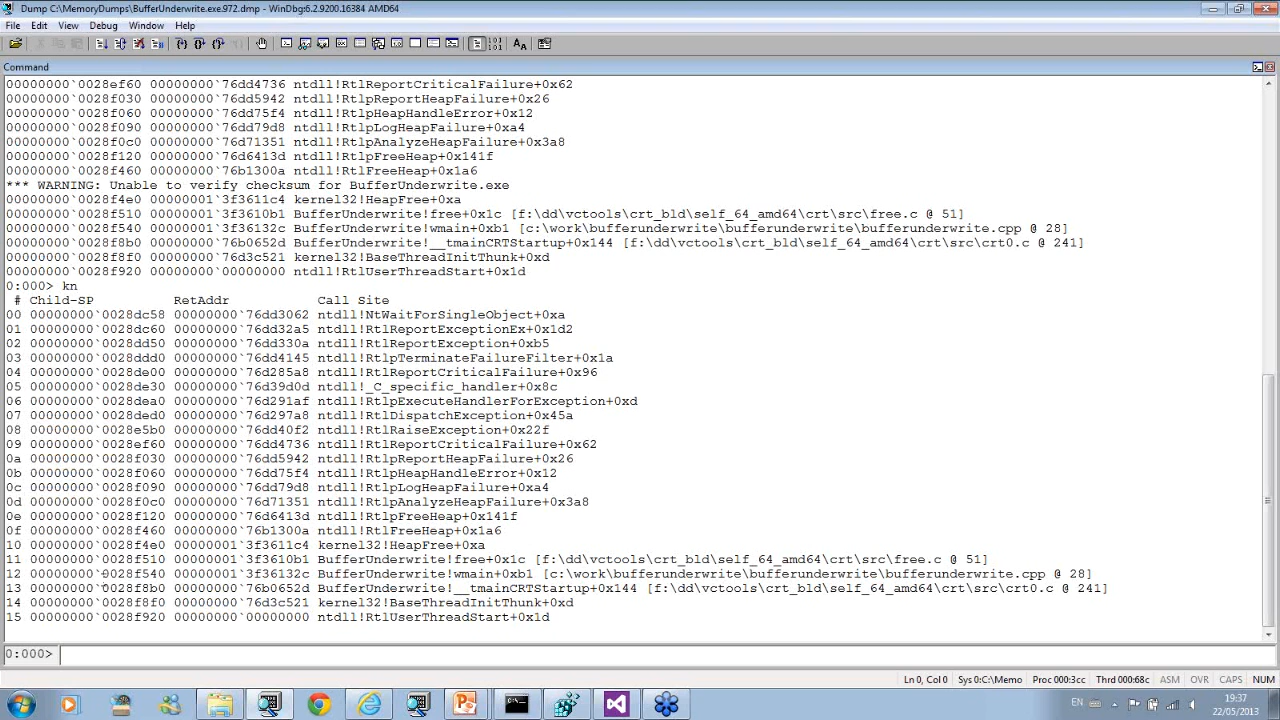 Dump C:\MemoryDumps\BufferUnderwrite.exe.972.dmp - WinDbg:6.2.9200.16384 AMD64
File Edit View Debug Window Help
Command
00000000`0028ef60 00000000`76dd4736 ntdll!RtlReportCriticalFailure+0x62
00000000`0028f030 00000000`76dd5942 ntdll!RtlpReportHeapFailure+0x26
00000000`0028f060 00000000`76dd75f4 ntdll!RtlpHeapHandleError+0x12
00000000`0028f090 00000000`76dd79d8 ntdll!RtlpLogHeapFailure+0xa4
00000000`0028f0c0 00000000`76d71351 ntdll!RtlpAnalyzeHeapFailure+0x3a8
00000000`0028f120 00000000`76d6413d ntdll!RtlpFreeHeap+0x141f
00000000`0028f460 00000000`76b1300a ntdll!RtlFreeHeap+0x1a6
*** WARNING: Unable to verify checksum for BufferUnderwrite.exe
00000000`0028f4e0 00000001`3f3611c4 kernel32!HeapFree+0xa
00000000`0028f510 00000001`3f3610b1 BufferUnderwrite!free+0x1c [f:\dd\vctools\crt_bld\self_64_amd64\crt\src\free.c @ 51]
00000000`0028f540 00000001`3f36132c BufferUnderwrite!wmain+0xb1 [c:\work\bufferunderwrite\bufferunderwrite\bufferunderwrite.cpp @ 28]
00000000`0028f8b0 00000000`76b0652d BufferUnderwrite!__tmainCRTStartup+0x144 [f:\dd\vctools\crt_bld\self_64_amd64\crt\src\crt0.c @ 241]
00000000`0028f8f0 00000000`76d3c521 kernel32!BaseThreadInitThunk+0xd
00000000`0028f920 00000000`00000000 ntdll!RtlUserThreadStart+0x1d
0:000> kn
# Child-SP RetAddr Call Site
00 00000000`0028dc58 00000000`76dd3062 ntdll!NtWaitForSingleObject+0xa
01 00000000`0028dc60 00000000`76dd32a5 ntdll!RtlReportExceptionEx+0x1d2
02 00000000`0028dd50 00000000`76dd330a ntdll!RtlReportException+0xb5
03 00000000`0028ddd0 00000000`76dd4145 ntdll!RtlpTerminateFailureFilter+0x1a
04 00000000`0028de00 00000000`76d285a8 ntdll!RtlReportCriticalFailure+0x96
05 00000000`0028de30 00000000`76d39d0d ntdll!_C_specific_handler+0x8c
06 00000000`0028dea0 00000000`76d291af ntdll!RtlpExecuteHandlerForException+0xd
07 00000000`0028ded0 00000000`76d297a8 ntdll!RtlDispatchException+0x45a
08 00000000`0028e5b0 00000000`76dd40f2 ntdll!RtlRaiseException+0x22f
09 00000000`0028ef60 00000000`76dd4736 ntdll!RtlReportCriticalFailure+0x62
0a 00000000`0028f030 00000000`76dd5942 ntdll!RtlpReportHeapFailure+0x26
0b 00000000`0028f060 00000000`76dd75f4 ntdll!RtlpHeapHandleError+0x12
0c 00000000`0028f090 00000000`76dd79d8 ntdll!RtlpLogHeapFailure+0xa4
0d 00000000`0028f0c0 00000000`76d71351 ntdll!RtlpAnalyzeHeapFailure+0x3a8
0e 00000000`0028f120 00000000`76d6413d ntdll!RtlpFreeHeap+0x141f
0f 00000000`0028f460 00000000`76b1300a ntdll!RtlFreeHeap+0x1a6
10 00000000`0028f4e0 00000001`3f3611c4 kernel32!HeapFree+0xa
11 00000000`0028f510 00000001`3f3610b1 BufferUnderwrite!free+0x1c [f:\dd\vctools\crt_bld\self_64_amd64\crt\src\free.c @ 51]
12 00000000`0028f540 00000001`3f36132c BufferUnderwrite!wmain+0xb1 [c:\work\bufferunderwrite\bufferunderwrite\bufferunderwrite.cpp @ 28]
13 00000000`0028f8b0 00000000`76b0652d BufferUnderwrite!__tmainCRTStartup+0x144 [f:\dd\vctools\crt_bld\self_64_amd64\crt\src\crt0.c @ 241]
14 00000000`0028f8f0 00000000`76d3c521 kernel32!BaseThreadInitThunk+0xd
15 00000000`0028f920 00000000`00000000 ntdll!RtlUserThreadStart+0x1d
0:000>
Ln 0, Col 0 Sys 0:C:\Memo Proc 000:3cc Thrd 000:68c ASM OVR CAPS NUM
EN 19:37
22/05/2013